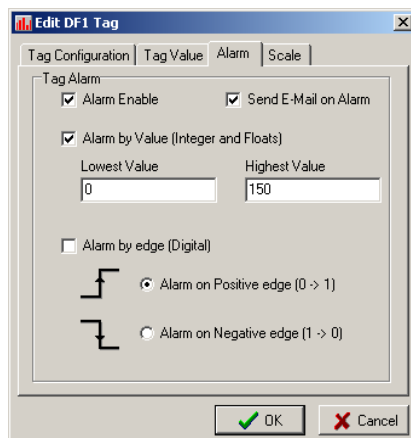 Edit DF1 Tag
Tag Configuration Tag Value Alarm Scale
Tag Alarm
Alarm Enable Send E-Mail on Alarm
Alarm by Value (Integer and Floats)
Lowest Value Highest Value
0 150
Alarm by edge (Digital)
Alarm on Positive edge (0 -> 1)
Alarm on Negative edge (1 -> 0)
OK Cancel